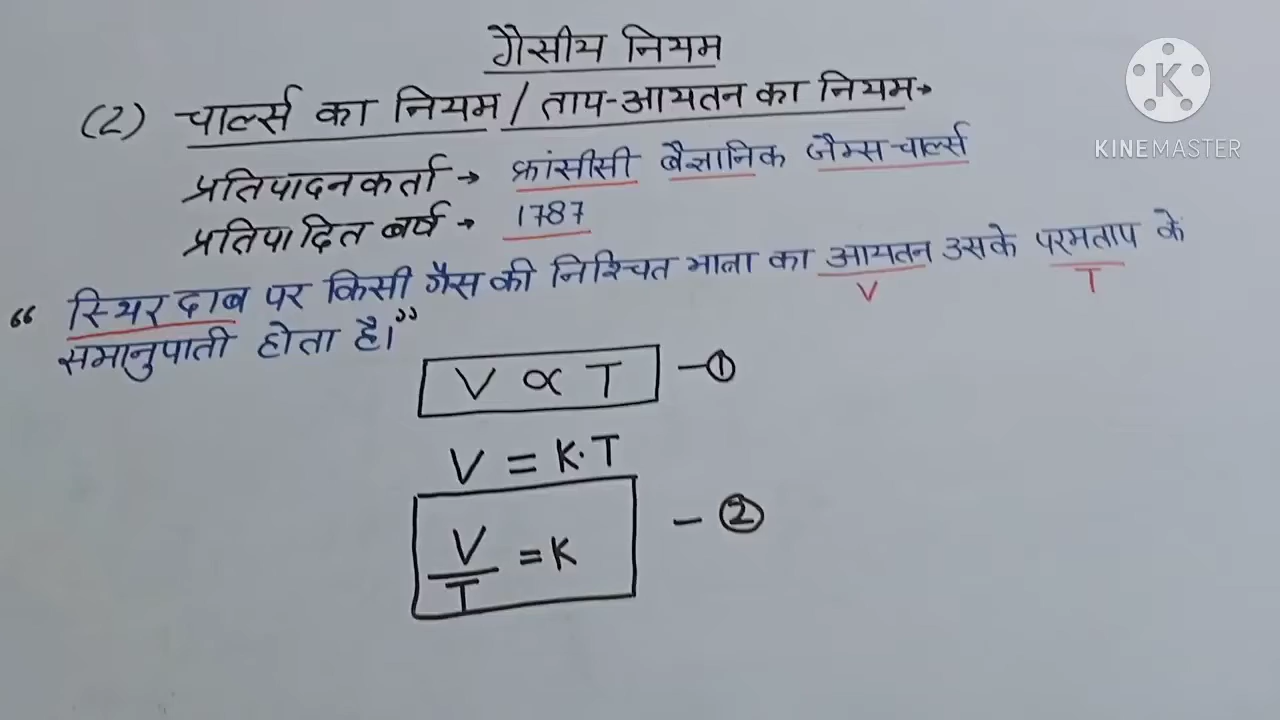 गैसीय नियम
(2) चार्ल्स का नियम / ताप-आयतन का नियम→
प्रतिपादनकर्ता → फ्रांसीसी बैज्ञानिक जैम्स चार्ल्स
प्रतिपादित बर्ष → 1787
“ स्थिर दाब पर किसी गैस की निश्चित मात्रा का आयतन उसके परमताप के
V T
समानुपाती होता है।”
V ∝ T —①
V = K·T
V/T = K — ②
K
KINEMASTER